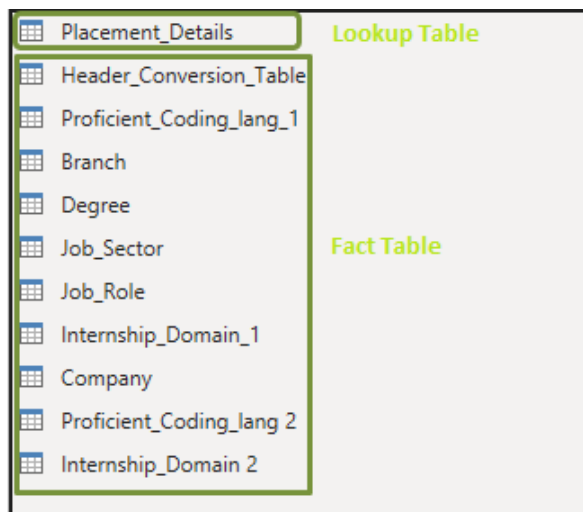 Placement_Details Lookup Table
Header_Conversion_Table
Proficient_Coding_lang_1
Branch
Degree
Job_Sector Fact Table
Job_Role
Internship_Domain_1
Company
Proficient_Coding_lang 2
Internship_Domain 2